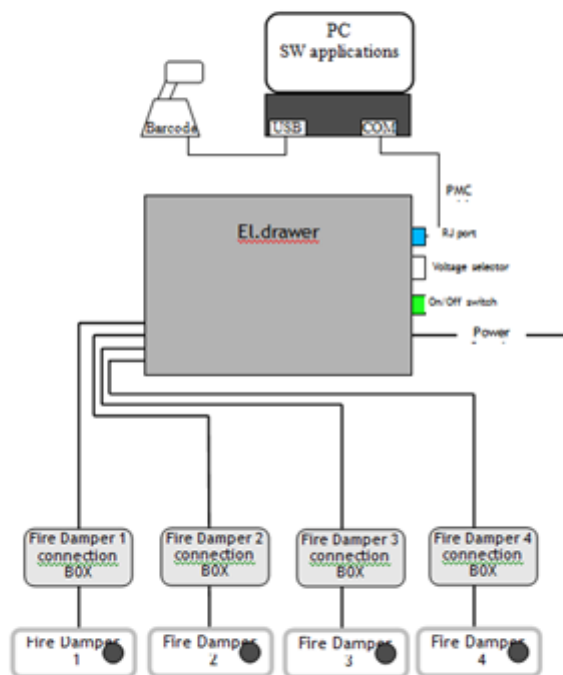 PC
SW applications
Barcode
USB
COM
PMC
El.drawer
RJ port
Voltage selector
On/Off switch
Power
Fire Damper 1
connection
BOX
Fire Damper 2
connection
BOX
Fire Damper 3
connection
BOX
Fire Damper 4
connection
BOX
Fire Damper
1
Fire Damper
2
Fire Damper
3
Fire Damper
4